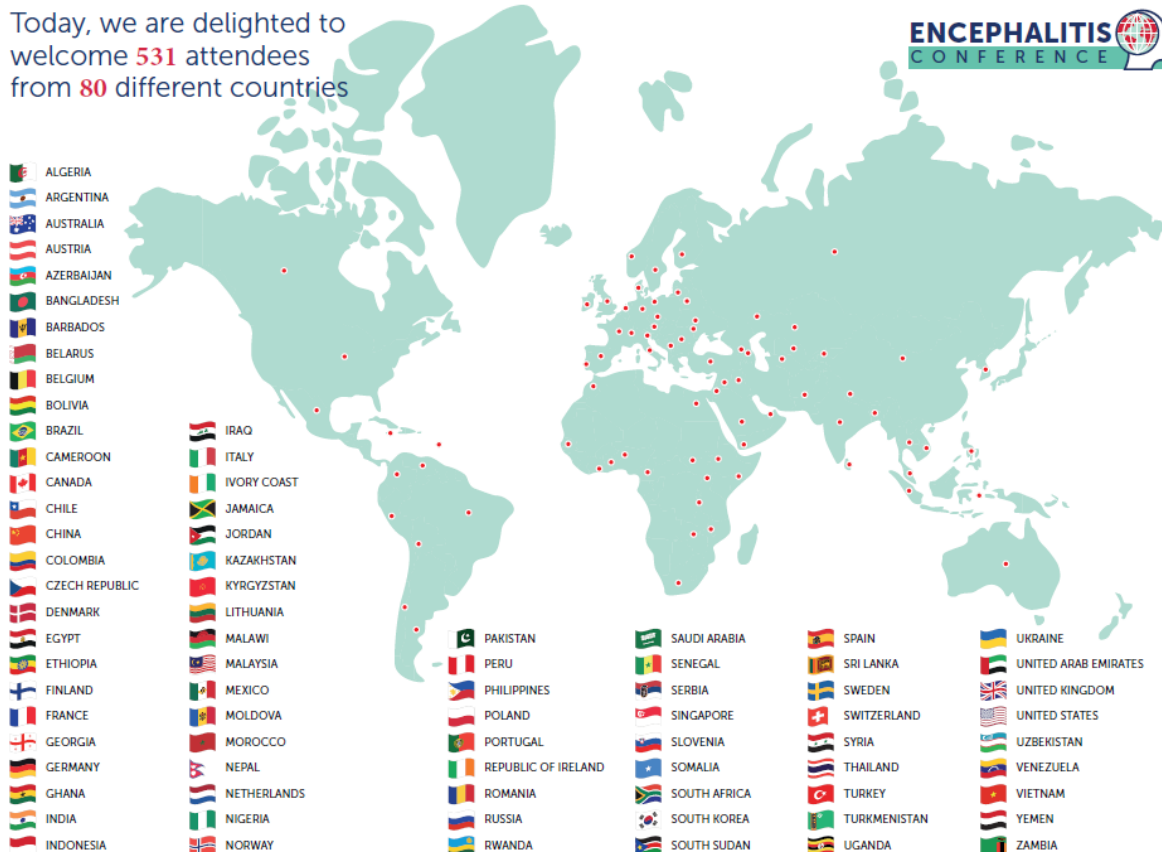 Today, we are delighted to
welcome 531 attendees
from 80 different countries
ENCEPHALITIS
CONFERENCE
ALGERIA
ARGENTINA
AUSTRALIA
AUSTRIA
AZERBAIJAN
BANGLADESH
BARBADOS
BELARUS
BELGIUM
BOLIVIA
BRAZIL
CAMEROON
CANADA
CHILE
CHINA
COLOMBIA
CZECH REPUBLIC
DENMARK
EGYPT
ETHIOPIA
FINLAND
FRANCE
GEORGIA
GERMANY
GHANA
INDIA
INDONESIA
IRAQ
ITALY
IVORY COAST
JAMAICA
JORDAN
KAZAKHSTAN
KYRGYZSTAN
LITHUANIA
MALAWI
MALAYSIA
MEXICO
MOLDOVA
MOROCCO
NEPAL
NETHERLANDS
NIGERIA
NORWAY
PAKISTAN
PERU
PHILIPPINES
POLAND
PORTUGAL
REPUBLIC OF IRELAND
ROMANIA
RUSSIA
RWANDA
SAUDI ARABIA
SENEGAL
SERBIA
SINGAPORE
SLOVENIA
SOMALIA
SOUTH AFRICA
SOUTH KOREA
SOUTH SUDAN
SPAIN
SRI LANKA
SWEDEN
SWITZERLAND
SYRIA
THAILAND
TURKEY
TURKMENISTAN
UGANDA
UKRAINE
UNITED ARAB EMIRATES
UNITED KINGDOM
UNITED STATES
UZBEKISTAN
VENEZUELA
VIETNAM
YEMEN
ZAMBIA